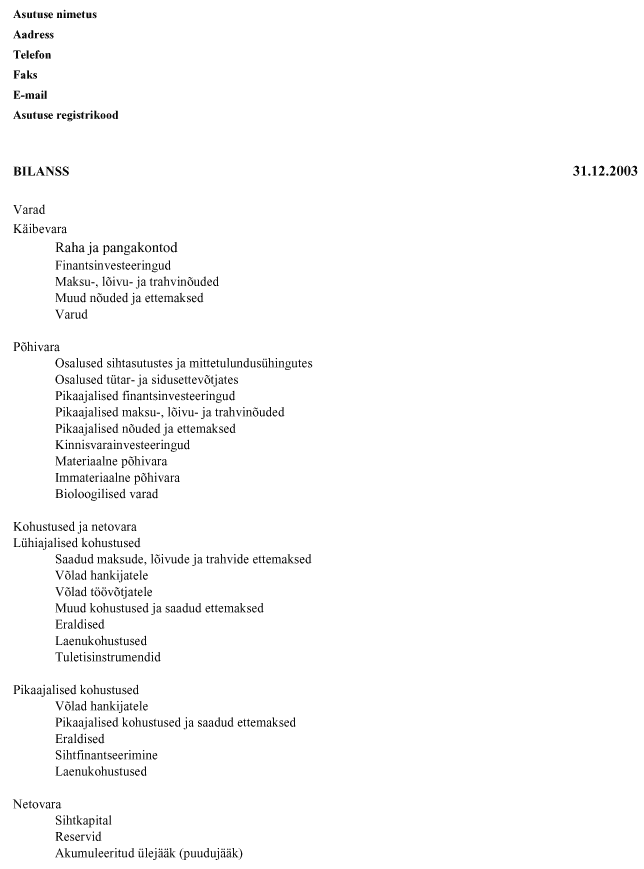 Asutuse nimetus
Aadress
Telefon
Faks
E-mail
Asutuse registrikood
BILANSS 31.12.2003
Varad
Käibevara
Raha ja pangakontod
Finantsinvesteeringud
Maksu-, lõivu- ja trahvinõuded
Muud nõuded ja ettemaksed
Varud
Põhivara
Osalused sihtasutustes ja mittetulundusühingutes
Osalused tütar- ja sidusettevõtjates
Pikaajalised finantsinvesteeringud
Pikaajalised maksu-, lõivu- ja trahvinõuded
Pikaajalised nõuded ja ettemaksed
Kinnisvarainvesteeringud
Materiaalne põhivara
Immateriaalne põhivara
Bioloogilised varad
Kohustused ja netovara
Lühiajalised kohustused
Saadud maksude, lõivude ja trahvide ettemaksed
Võlad hankijatele
Võlad töövõtjatele
Muud kohustused ja saadud ettemaksed
Eraldised
Laenukohustused
Tuletisinstrumendid
Pikaajalised kohustused
Võlad hankijatele
Pikaajalised kohustused ja saadud ettemaksed
Eraldised
Sihtfinantseerimine
Laenukohustused
Netovara
Sihtkapital
Reservid
Akumuleeritud ülejääk (puudujääk)